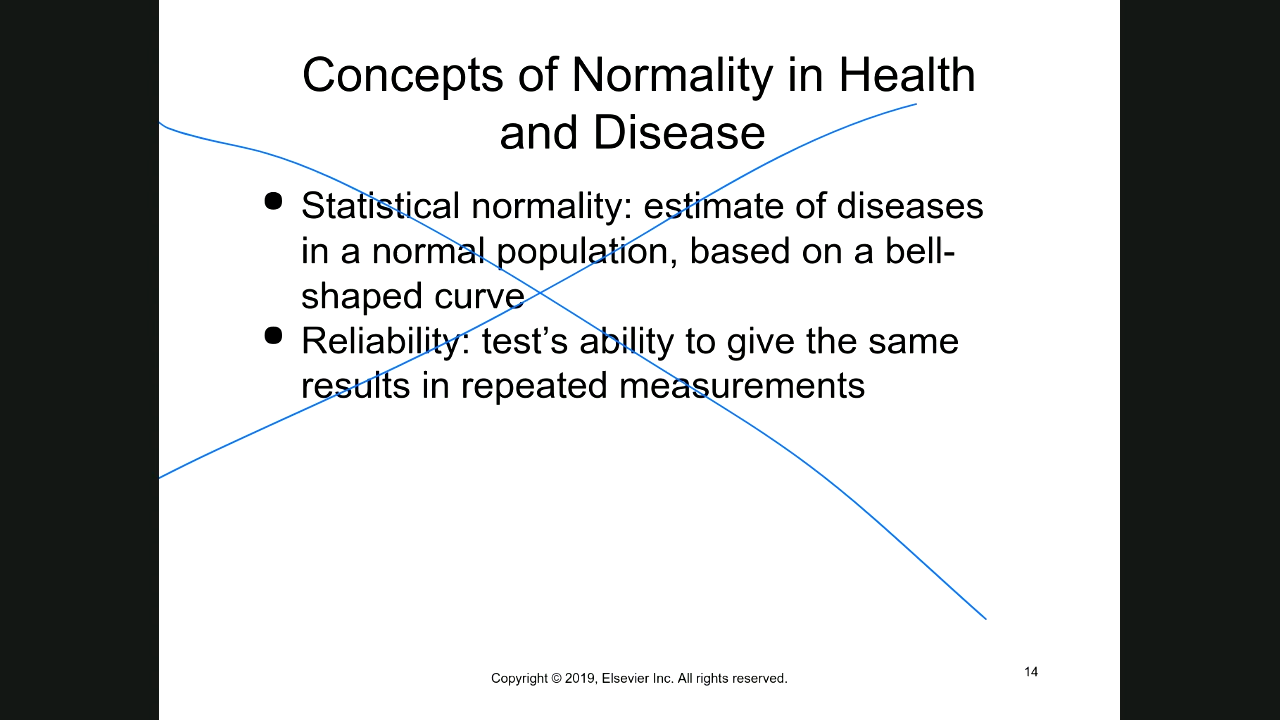 Concepts of Normality in Health
and Disease
• Statistical normality: estimate of diseases
in a normal population, based on a bell-
shaped curve
• Reliability: test’s ability to give the same
results in repeated measurements
Copyright © 2019, Elsevier Inc. All rights reserved.
14